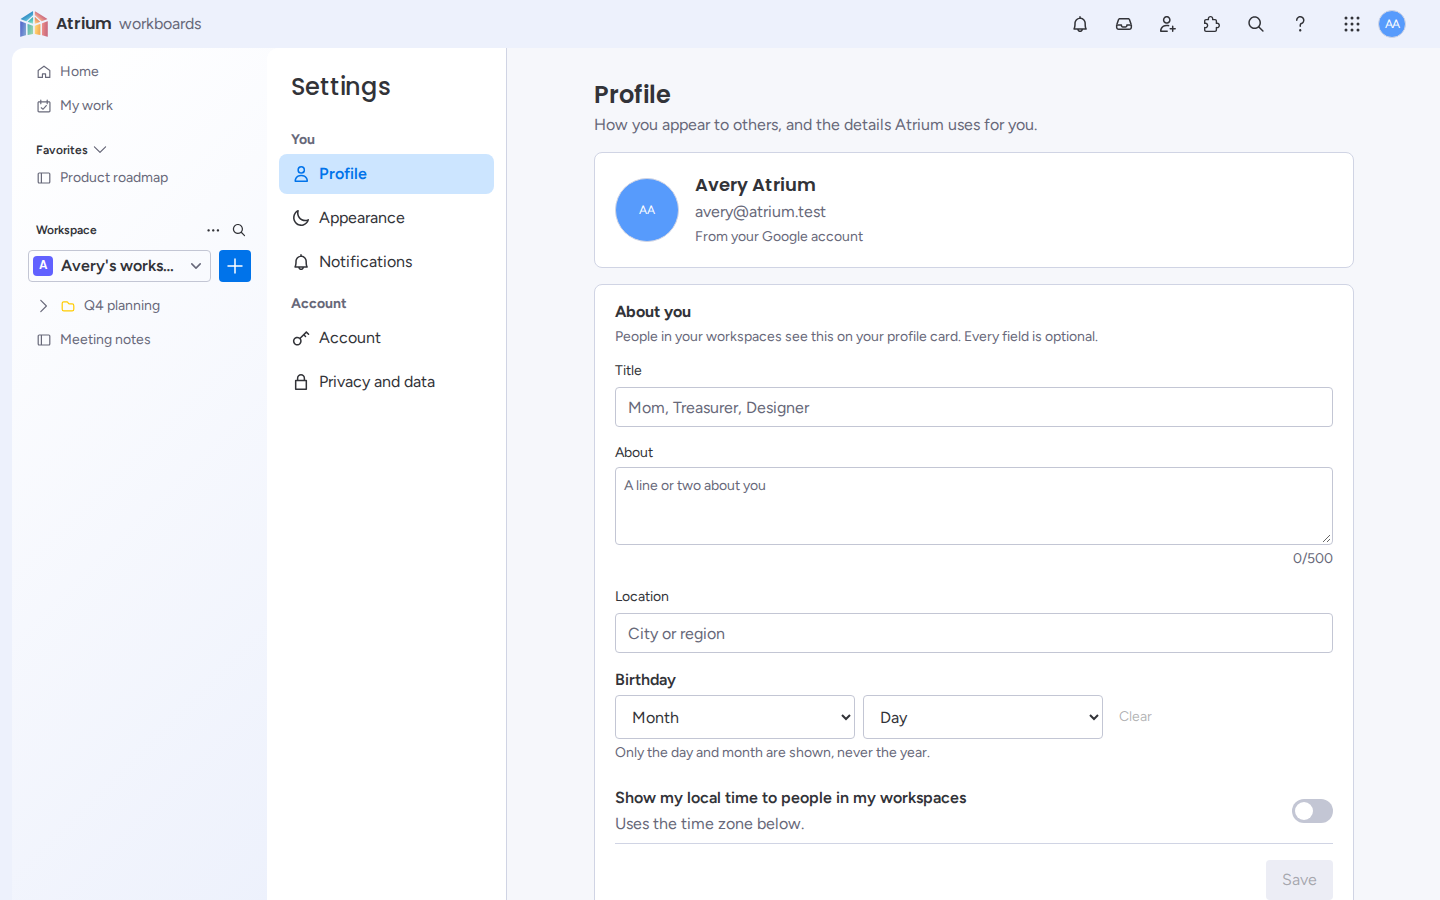 Atrium workboards
AA
Home
My work
Favorites
Product roadmap
Workspace
A Avery's works...
Q4 planning
Meeting notes
Settings
You
Profile
Appearance
Notifications
Account
Account
Privacy and data
Profile
How you appear to others, and the details Atrium uses for you.
AA
Avery Atrium
avery@atrium.test
From your Google account
About you
People in your workspaces see this on your profile card. Every field is optional.
Title
Mom, Treasurer, Designer
About
A line or two about you
0/500
Location
City or region
Birthday
Month Day Clear
Only the day and month are shown, never the year.
Show my local time to people in my workspaces
Uses the time zone below.
Save